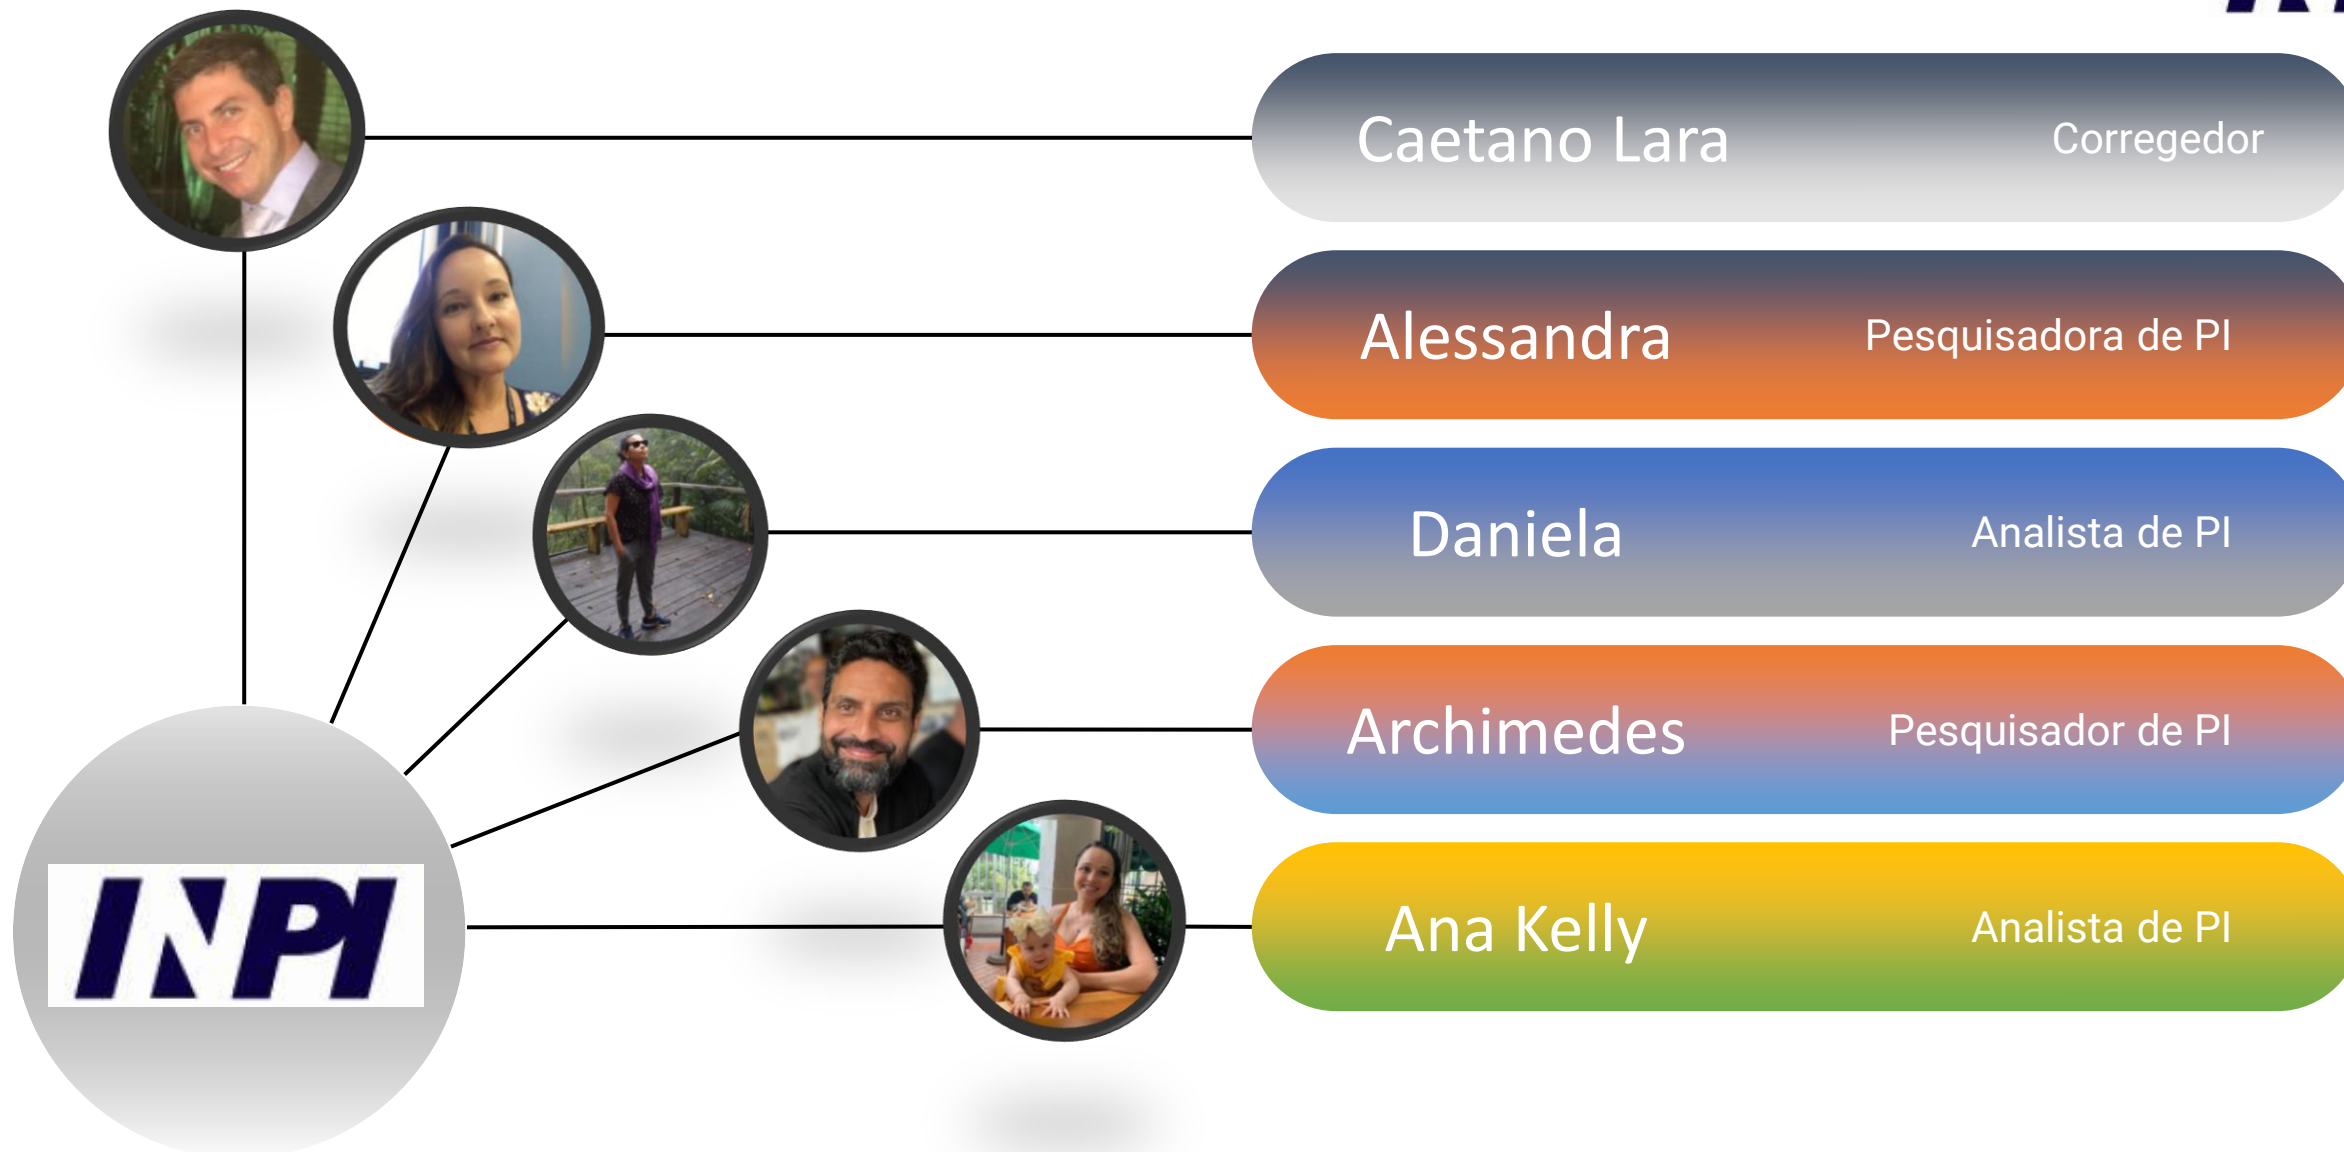 Caetano Lara Corregedor
Alessandra Pesquisadora de PI
Daniela Analista de PI
Archimedes Pesquisador de PI
Ana Kelly Analista de PI
INPI